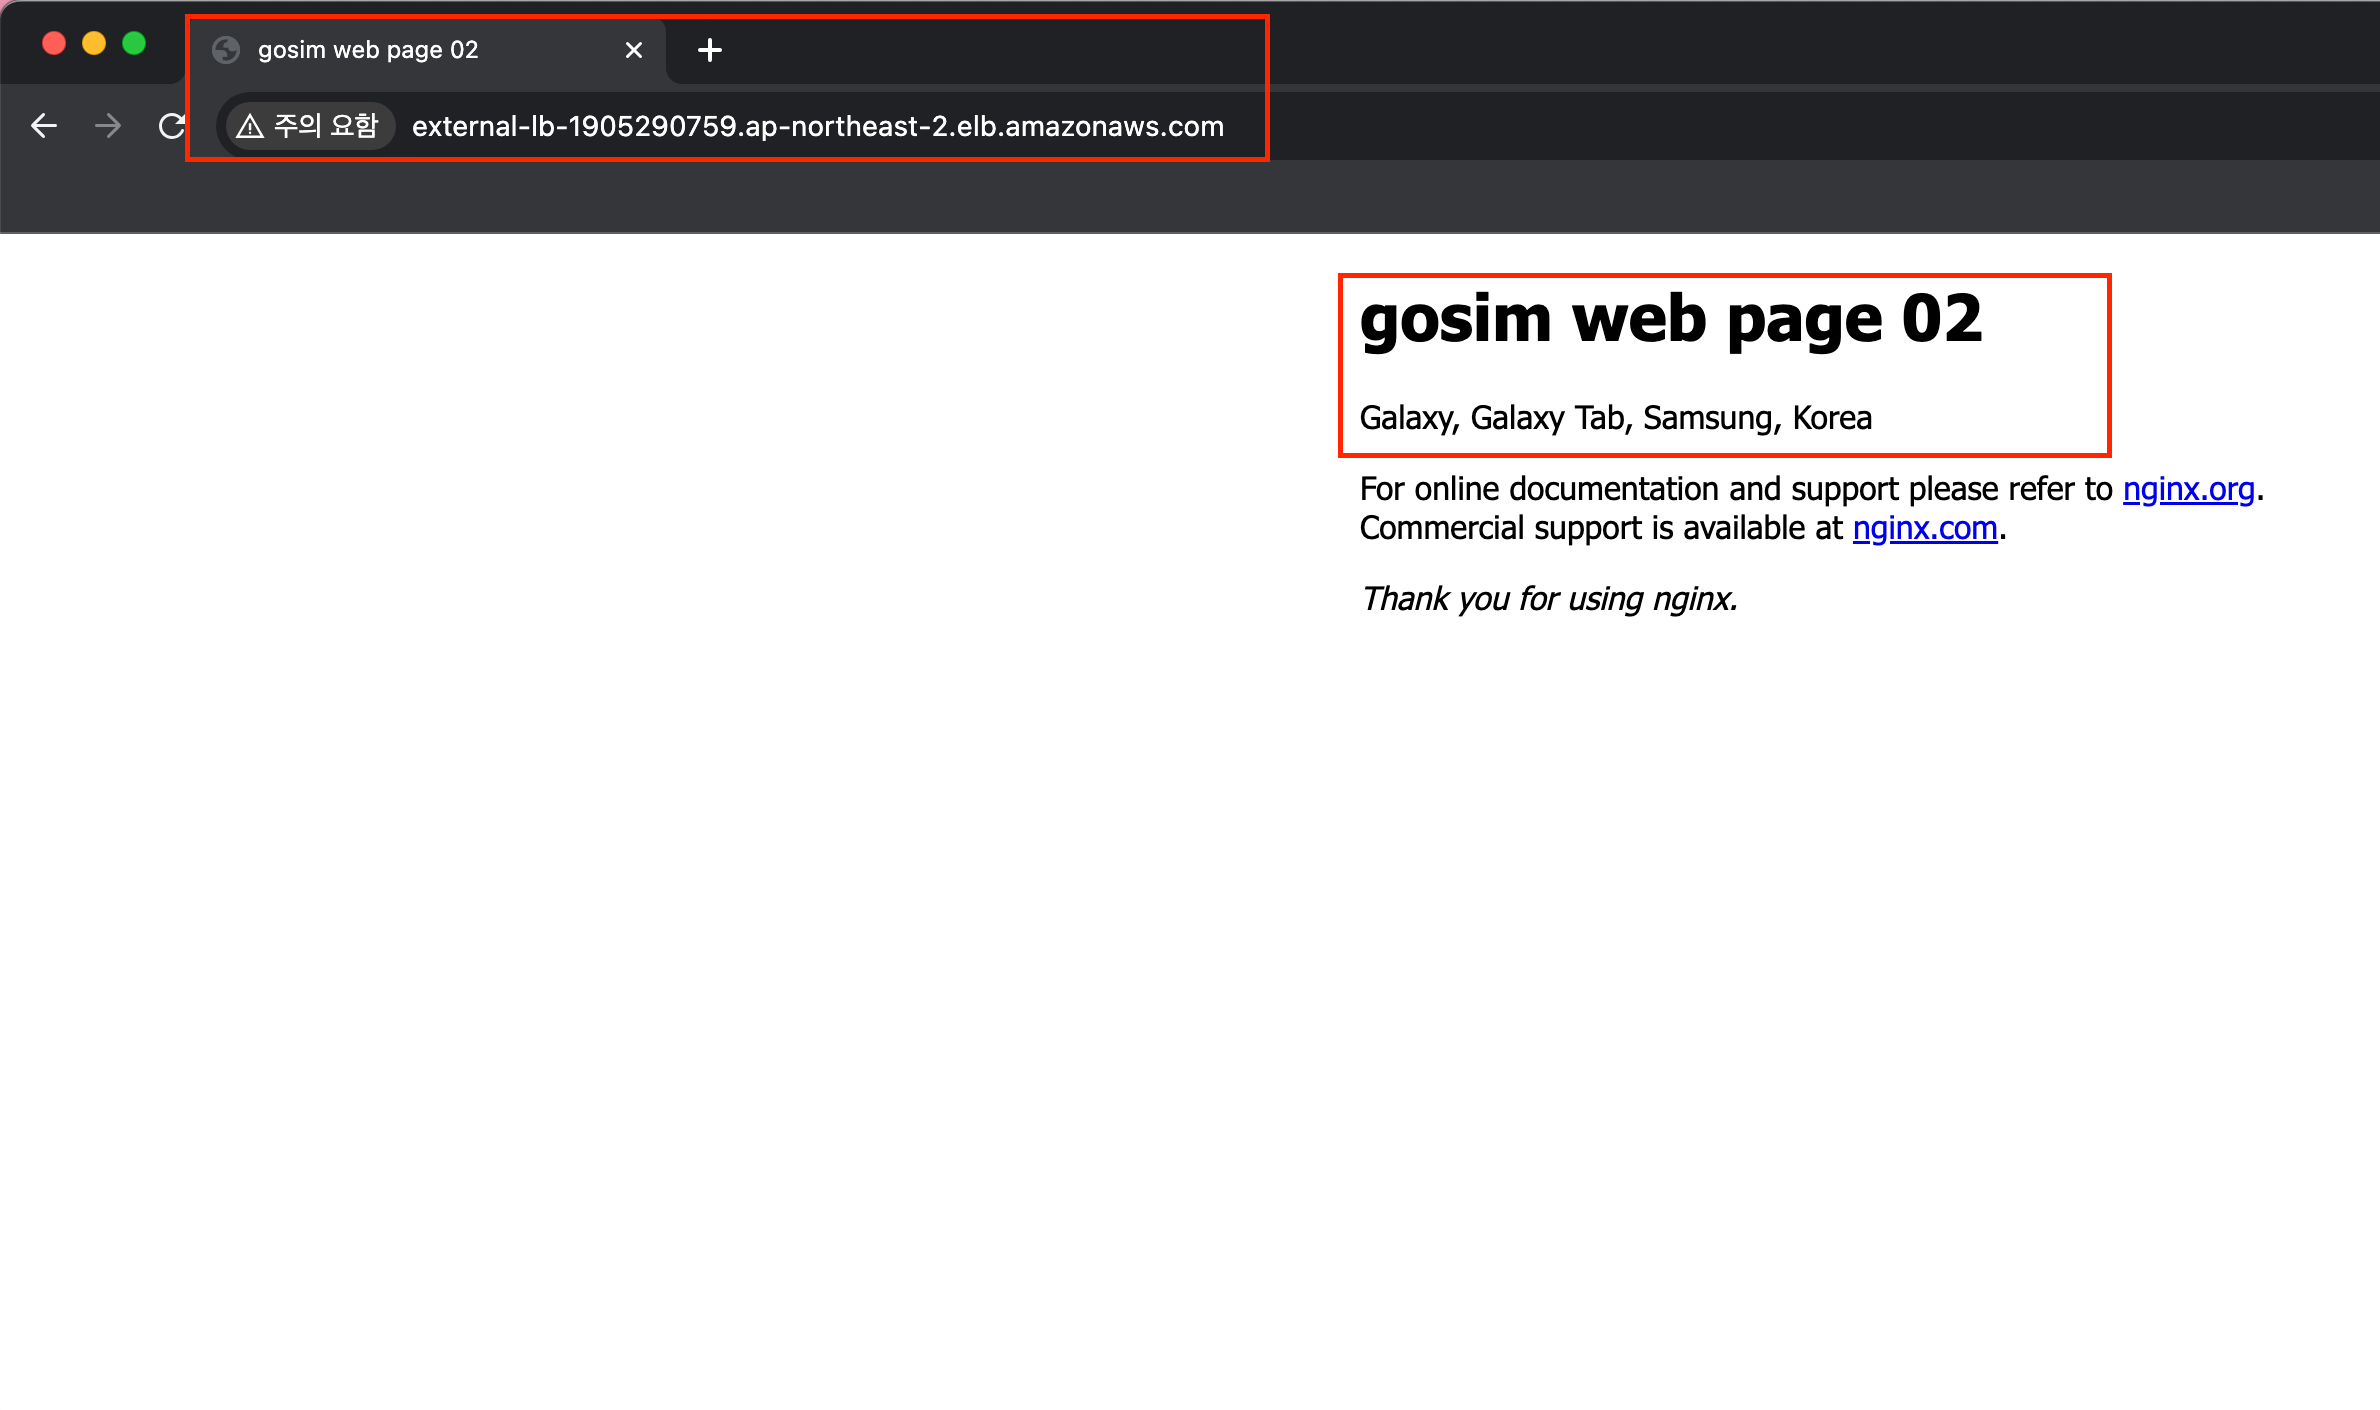 gosim web page 02
주의 요함 external-lb-1905290759.ap-northeast-2.elb.amazonaws.com
gosim web page 02
Galaxy, Galaxy Tab, Samsung, Korea
For online documentation and support please refer to nginx.org.
Commercial support is available at nginx.com.
Thank you for using nginx.